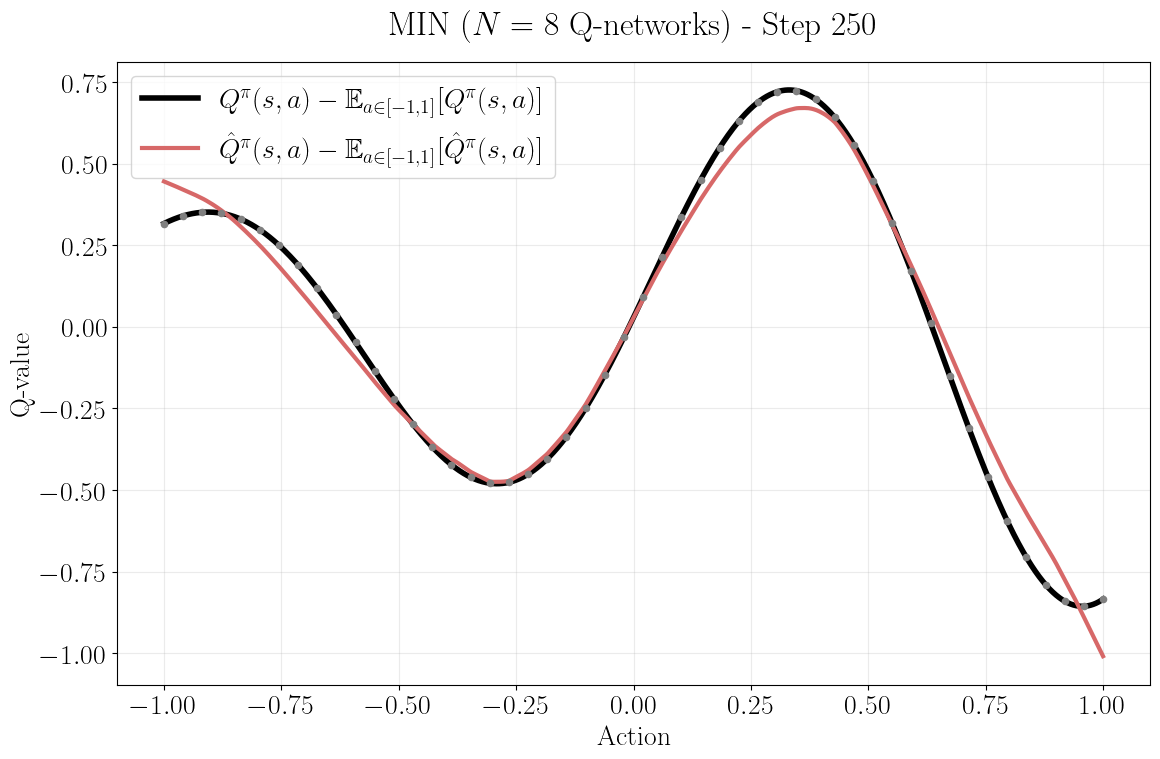 MIN (N = 8 Q-networks) - Step 250
Q^π(s, a) − 𝔼_{a∈[−1,1]}[Q^π(s, a)]
Q̂^π(s, a) − 𝔼_{a∈[−1,1]}[Q̂^π(s, a)]
Q-value
0.75
0.50
0.25
0.00
−0.25
−0.50
−0.75
−1.00
−1.00 −0.75 −0.50 −0.25 0.00 0.25 0.50 0.75 1.00
Action